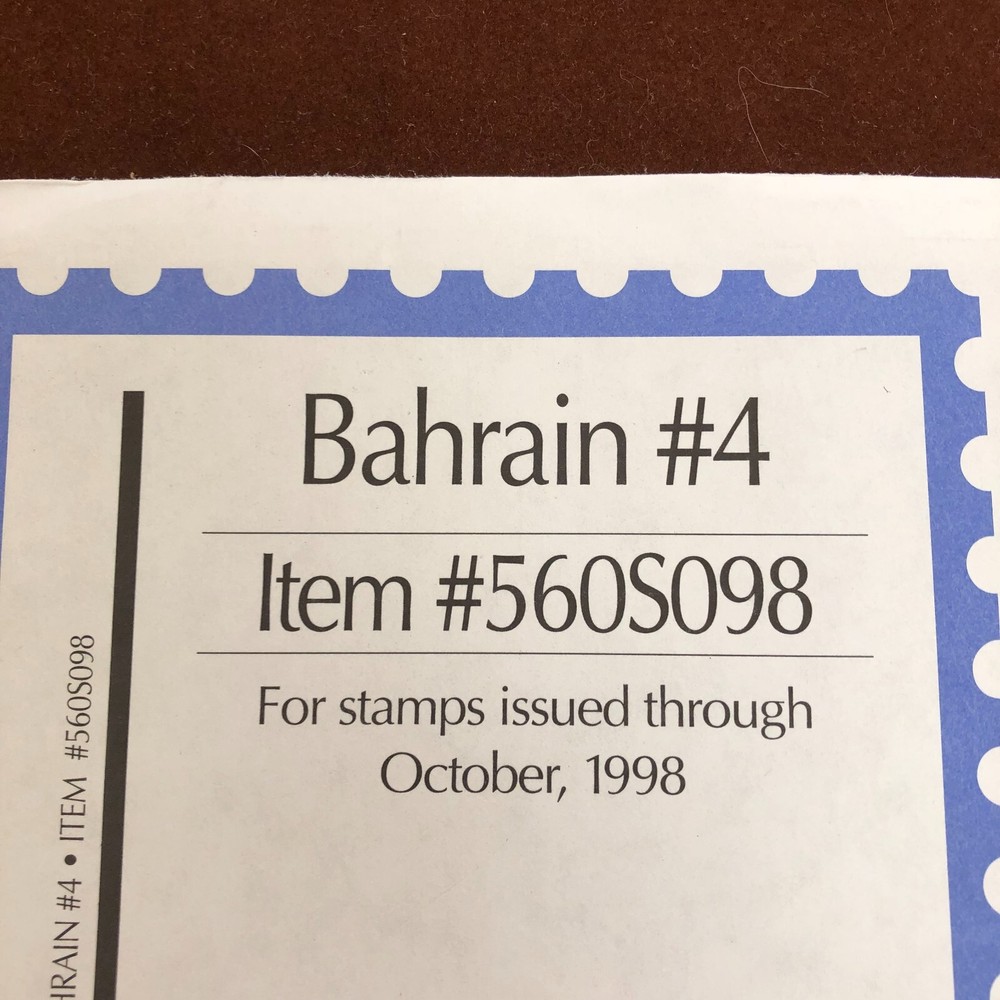 Bahrain #4
Item #560S098
For stamps issued through
October, 1998
HRAIN #4 • ITEM #560S098